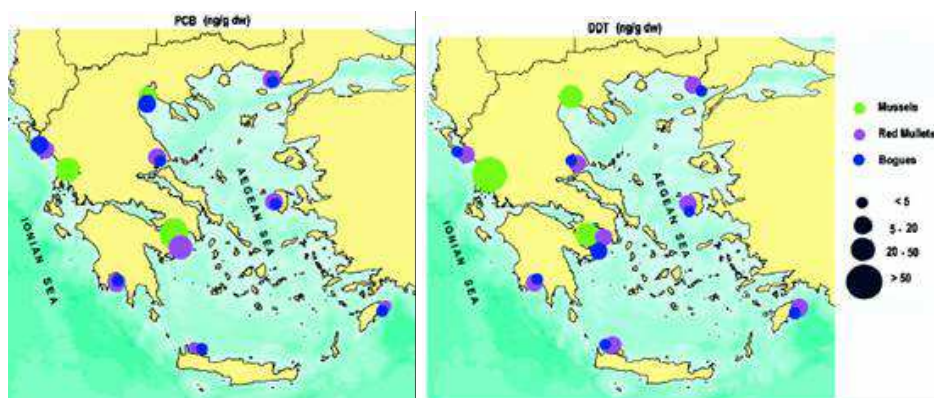 PCB (ng/g dw)
DDT (ng/g dw)
IONIAN SEA
AEGEAN SEA
IONIAN SEA
AEGEAN SEA
Mussels
Red Mullets
Bogues
< 5
5 - 20
20 - 50
> 50